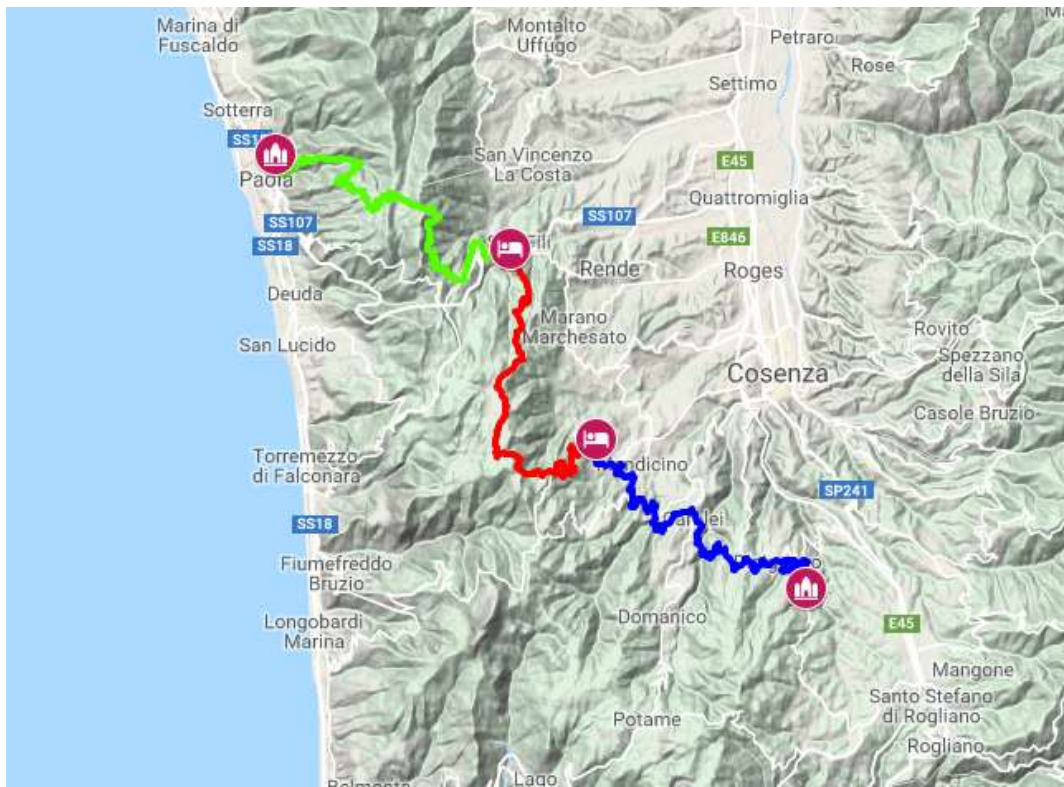 Marina di
Fuscaldo
Montalto
Uffugo
Petraro
Rose
Settimo
Sotterra
SS18
E45
San Vincenzo
La Costa
Paola
Quattromiglia
SS107
SS107
SS18
E846
Fili
Rende
Roges
Deuda
Marano
Marchesato
San Lucido
Rovito
Spezzano
della Sila
Cosenza
Casole Bruzio
Torremezzo
di Falconara
SP241
SS18
Fiumefreddo
Bruzio
Domanico
Longobardi
Marina
E45
Mangone
Santo Stefano
di Rogliano
Potame
Rogliano
Lago